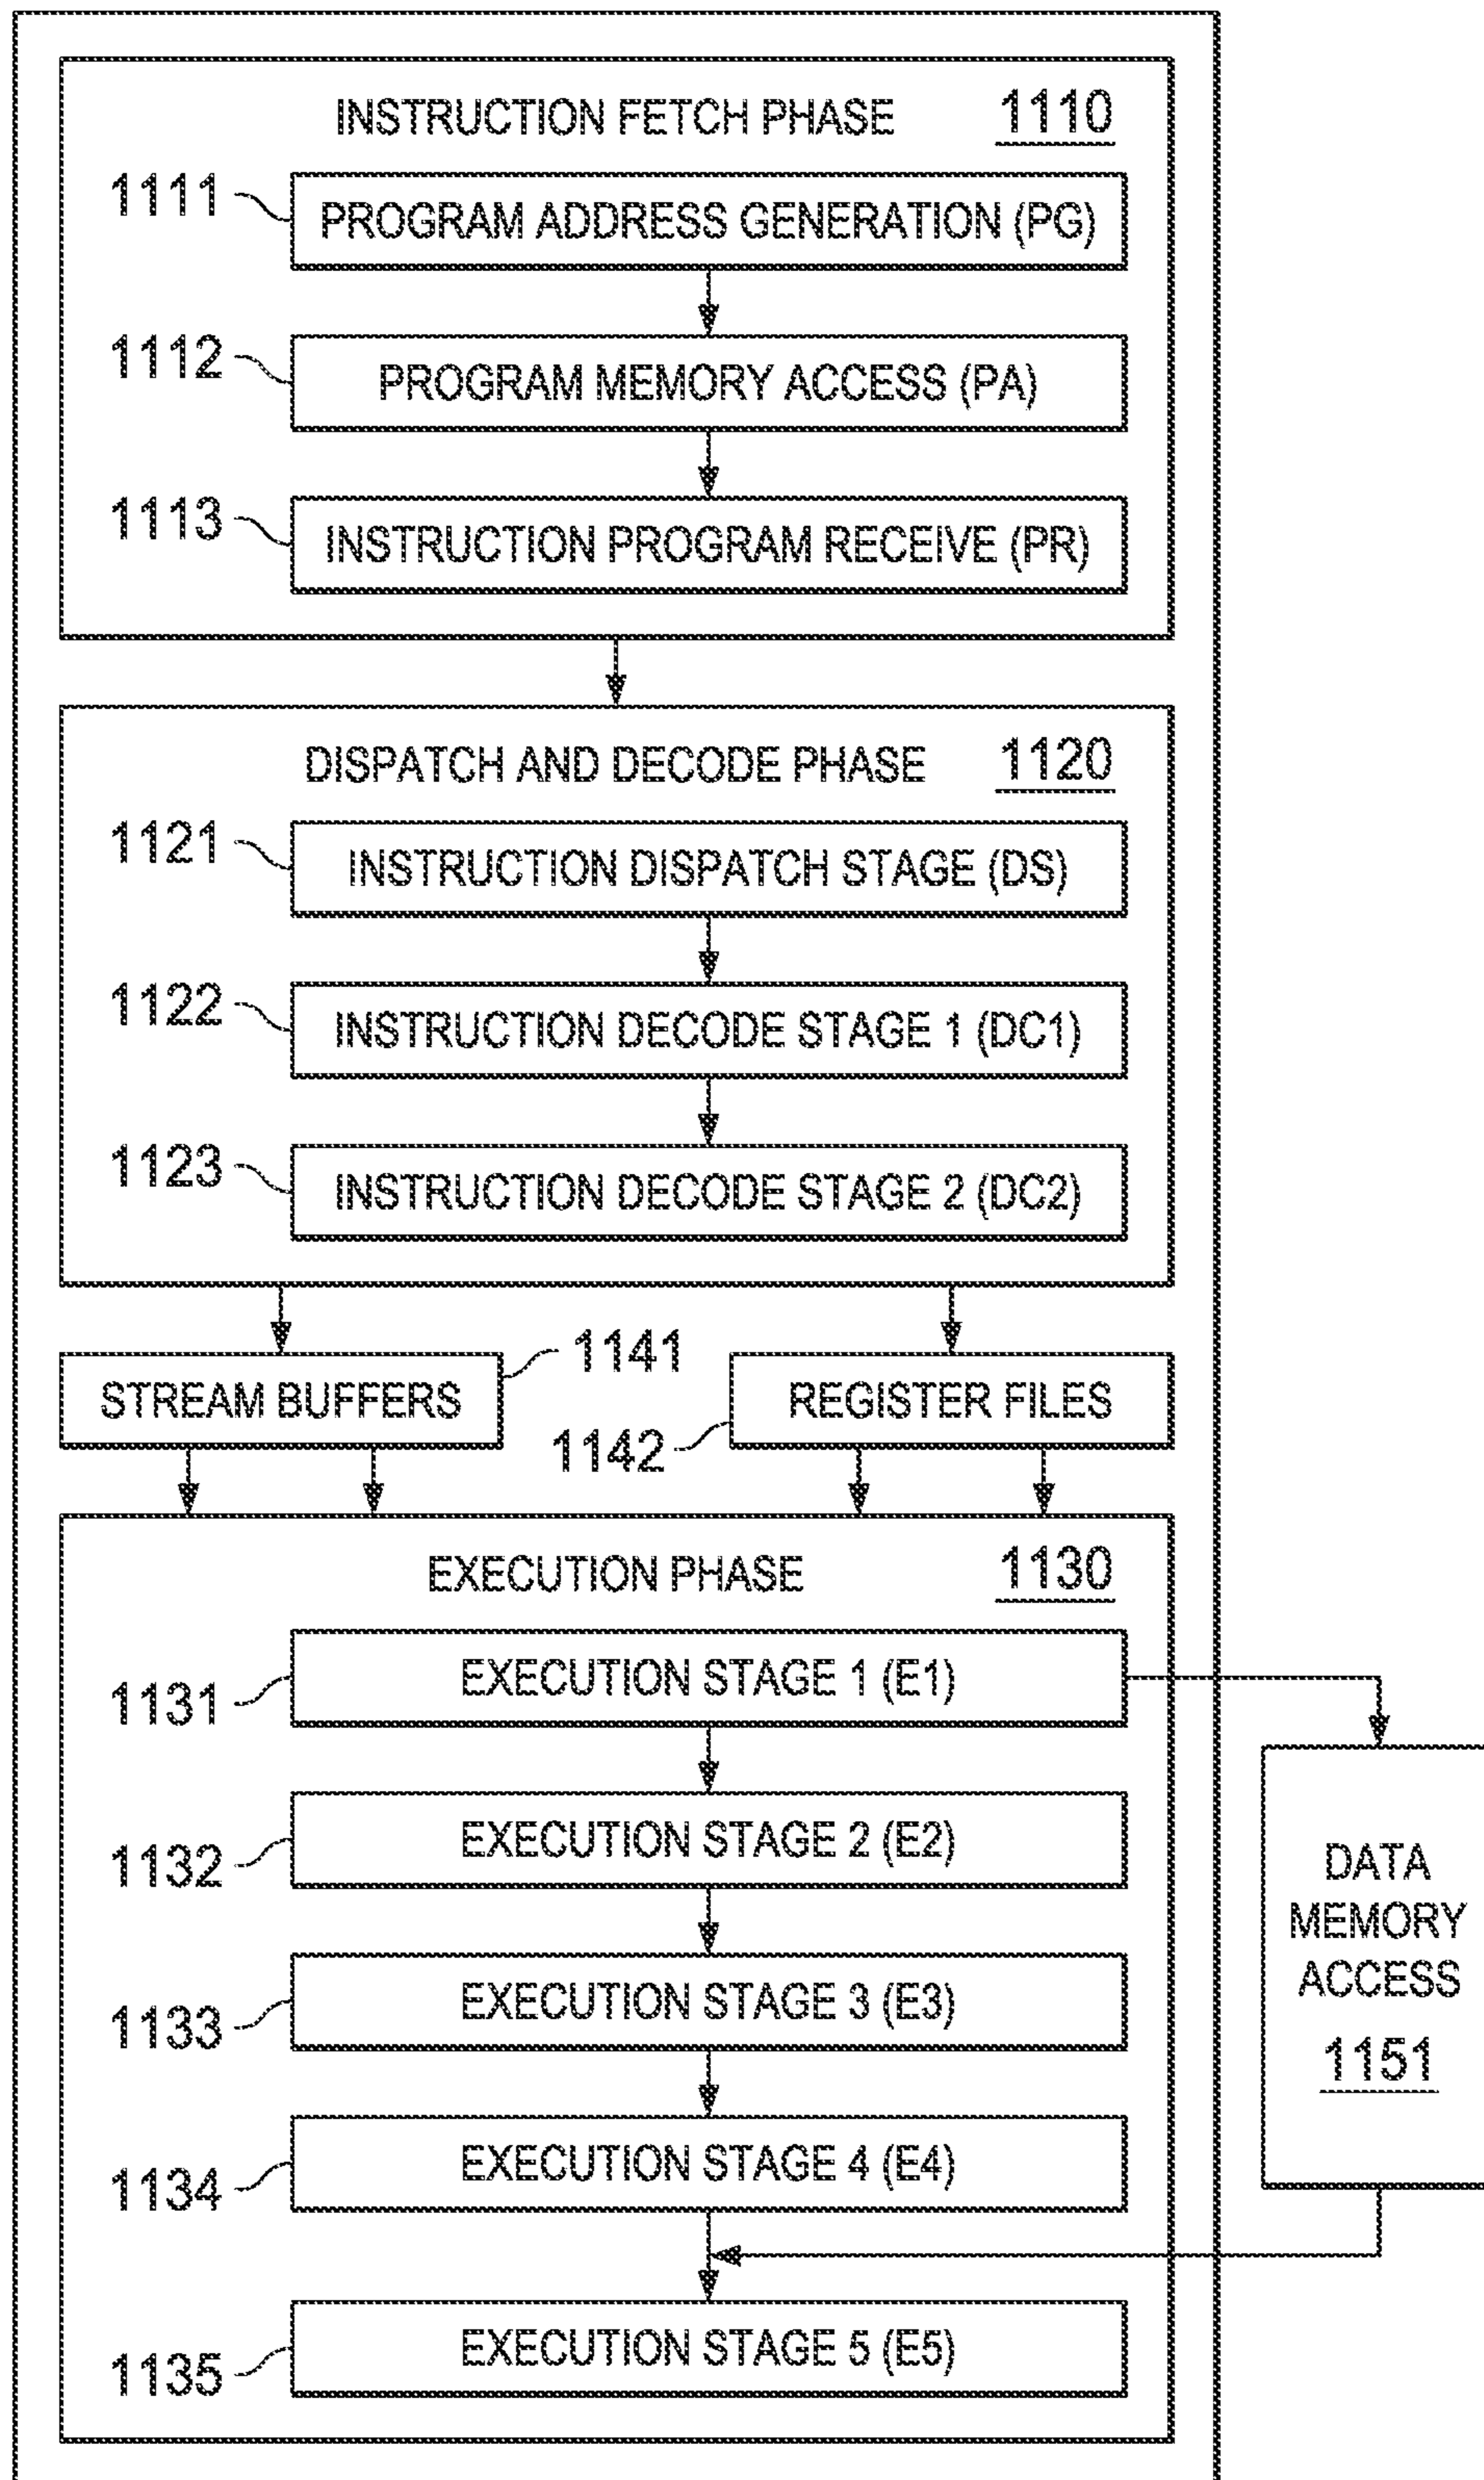 INSTRUCTION FETCH PHASE 1110
1111 PROGRAM ADDRESS GENERATION (PG)
1112 PROGRAM MEMORY ACCESS (PA)
1113 INSTRUCTION PROGRAM RECEIVE (PR)
DISPATCH AND DECODE PHASE 1120
1121 INSTRUCTION DISPATCH STAGE (DS)
1122 INSTRUCTION DECODE STAGE 1 (DC1)
1123 INSTRUCTION DECODE STAGE 2 (DC2)
STREAM BUFFERS 1141
1142 REGISTER FILES
EXECUTION PHASE 1130
1131 EXECUTION STAGE 1 (E1)
1132 EXECUTION STAGE 2 (E2)
1133 EXECUTION STAGE 3 (E3)
1134 EXECUTION STAGE 4 (E4)
1135 EXECUTION STAGE 5 (E5)
DATA
MEMORY
ACCESS
1151